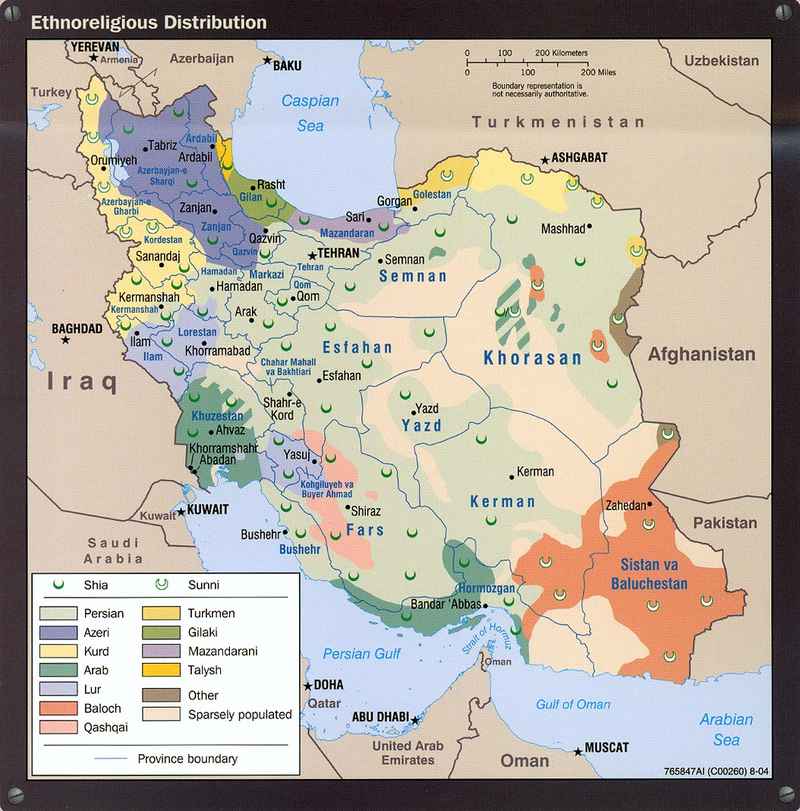 Ethnoreligious Distribution
YEREVAN
Armenia
Azerbaijan
BAKU
Turkey
Caspian
Sea
0 100 200 Kilometers
0 100 200 Miles
Boundary representation is
not necessarily authoritative.
Uzbekistan
Turkmenistan
ASHGABAT
Tabriz
Ardabil
Ardabil
Orumiyeh
Azerbayjan-e
Sharqi
Rasht
Gilan
Golestan
Gorgan
Azerbayjan-e
Gharbi
Zanjan
Zanjan
Sari
Mazandaran
Mashhad
Kordestan
Qazvin
Qazvin
TEHRAN
Tehran
Semnan
Semnan
Sanandaj
Hamadan
Markazi
Hamadan
Qom
Qom
Kermanshah
Kermanshah
Arak
BAGHDAD
Ilam
Ilam
Lorestan
Khorramabad
Esfahan
Khorasan
Afghanistan
Chahar Mahall
va Bakhtiari
Esfahan
Iraq
Shahr-e
Kord
Yazd
Yazd
Khuzestan
Ahvaz
Khorramshahr
Abadan
Yasuj
Kohgiluyeh va
Buyer Ahmad
Kerman
Kerman
Zahedan
Kuwait
KUWAIT
Shiraz
Fars
Pakistan
Saudi
Arabia
Bushehr
Bushehr
Sistan va
Baluchestan
Hormozgan
Bandar 'Abbas
Strait of Hormuz
Persian Gulf
Oman
DOHA
Qatar
ABU DHABI
United Arab
Emirates
Gulf of Oman
Oman
MUSCAT
Arabian
Sea
Shia
Sunni
Persian
Turkmen
Azeri
Gilaki
Kurd
Mazandarani
Arab
Talysh
Lur
Other
Baloch
Sparsely populated
Qashqai
Province boundary
765847AI (C00260) 8-04